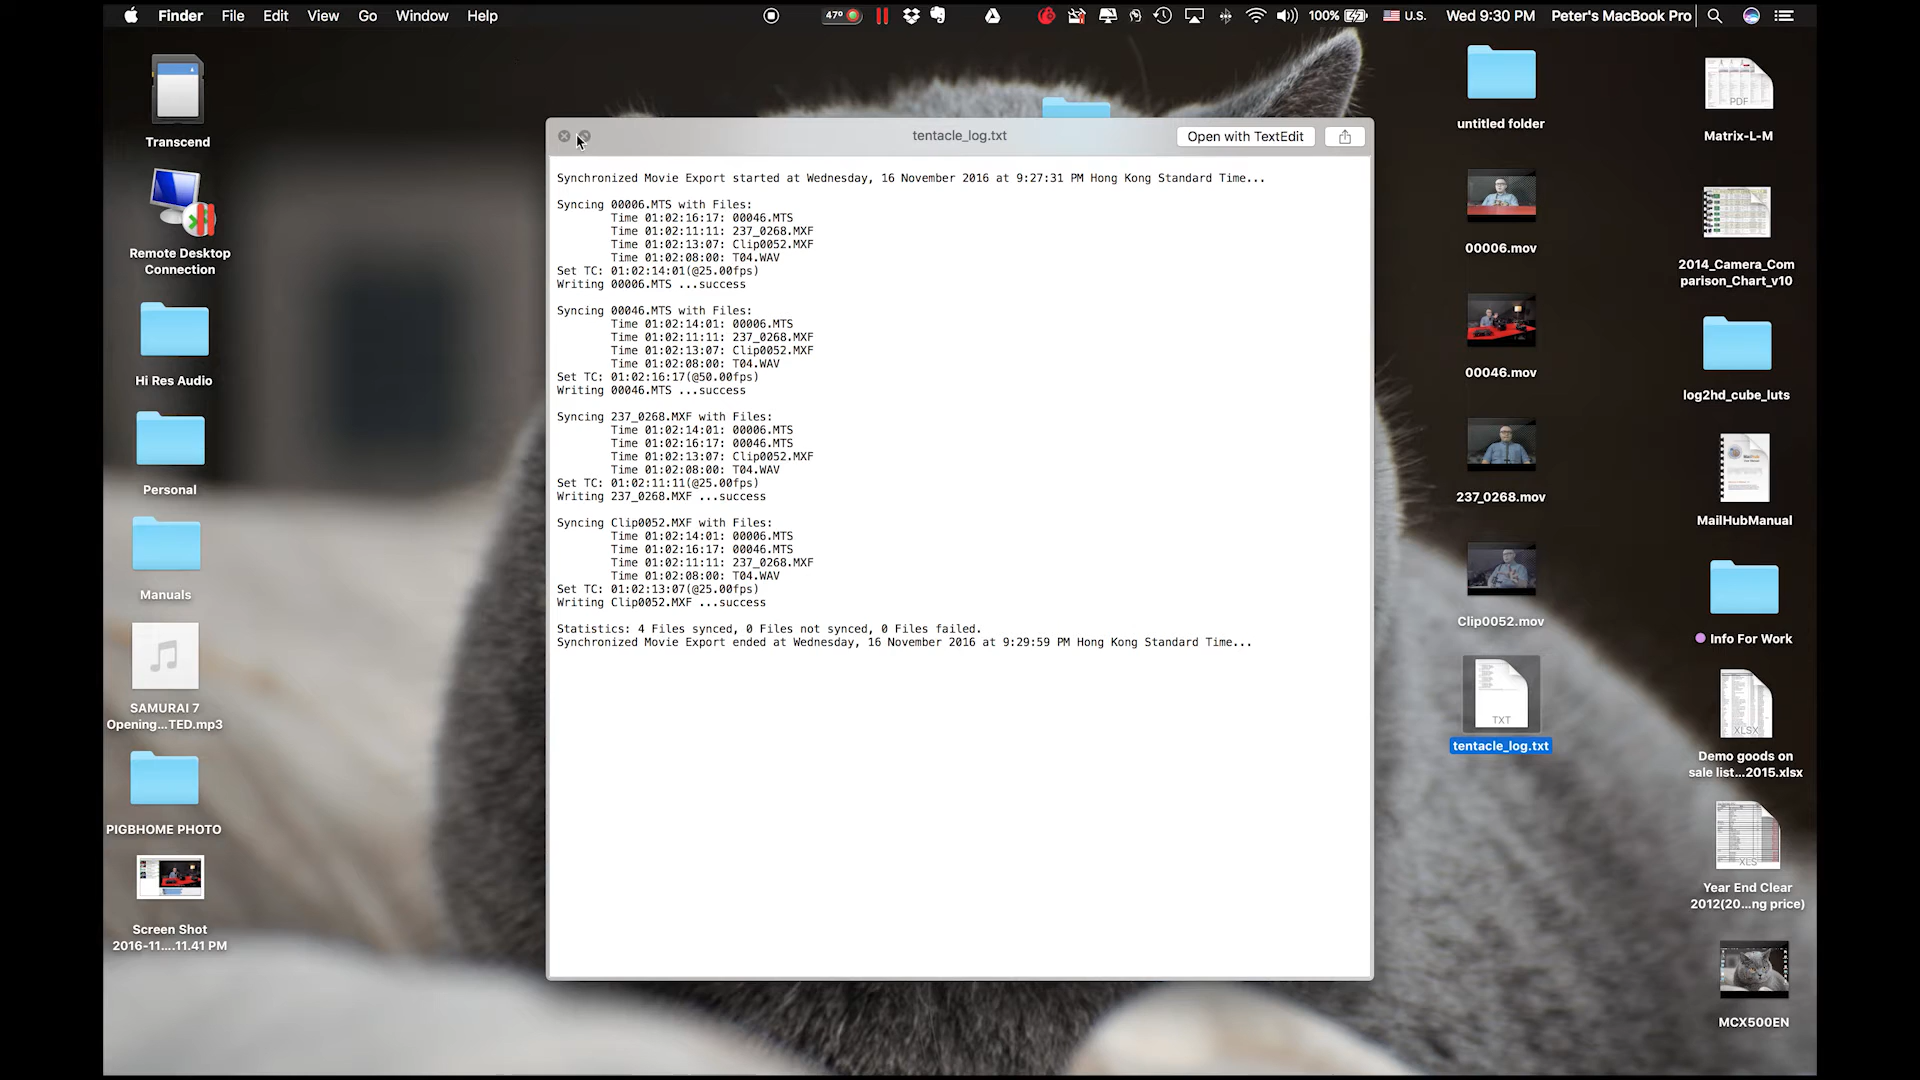 Finder File Edit View Go Window Help 47° 100% U.S. Wed 9:30 PM Peter's MacBook Pro
Transcend
Remote Desktop
Connection
Hi Res Audio
Personal
Manuals
SAMURAI 7
Opening...TED.mp3
PIGBHOME PHOTO
Screen Shot
2016-11....11.41 PM
tentacle_log.txt
Open with TextEdit
Synchronized Movie Export started at Wednesday, 16 November 2016 at 9:27:31 PM Hong Kong Standard Time...
Syncing 00006.MTS with Files:
Time 01:02:16:17: 00046.MTS
Time 01:02:11:11: 237_0268.MXF
Time 01:02:13:07: Clip0052.MXF
Time 01:02:08:00: T04.WAV
Set TC: 01:02:14:01(@25.00fps)
Writing 00006.MTS ...success
Syncing 00046.MTS with Files:
Time 01:02:14:01: 00006.MTS
Time 01:02:11:11: 237_0268.MXF
Time 01:02:13:07: Clip0052.MXF
Time 01:02:08:00: T04.WAV
Set TC: 01:02:16:17(@50.00fps)
Writing 00046.MTS ...success
Syncing 237_0268.MXF with Files:
Time 01:02:14:01: 00006.MTS
Time 01:02:16:17: 00046.MTS
Time 01:02:13:07: Clip0052.MXF
Time 01:02:08:00: T04.WAV
Set TC: 01:02:11:11(@25.00fps)
Writing 237_0268.MXF ...success
Syncing Clip0052.MXF with Files:
Time 01:02:14:01: 00006.MTS
Time 01:02:16:17: 00046.MTS
Time 01:02:11:11: 237_0268.MXF
Time 01:02:08:00: T04.WAV
Set TC: 01:02:13:07(@25.00fps)
Writing Clip0052.MXF ...success
Statistics: 4 Files synced, 0 Files not synced, 0 Files failed.
Synchronized Movie Export ended at Wednesday, 16 November 2016 at 9:29:59 PM Hong Kong Standard Time...
untitled folder
00006.mov
00046.mov
237_0268.mov
Clip0052.mov
TXT
tentacle_log.txt
PDF
Matrix-L-M
2014_Camera_Com
parison_Chart_v10
log2hd_cube_luts
MailHubManual
Info For Work
XLSX
Demo goods on
sale list...2015.xlsx
XLS
Year End Clear
2012(20...ng price)
MCX500EN